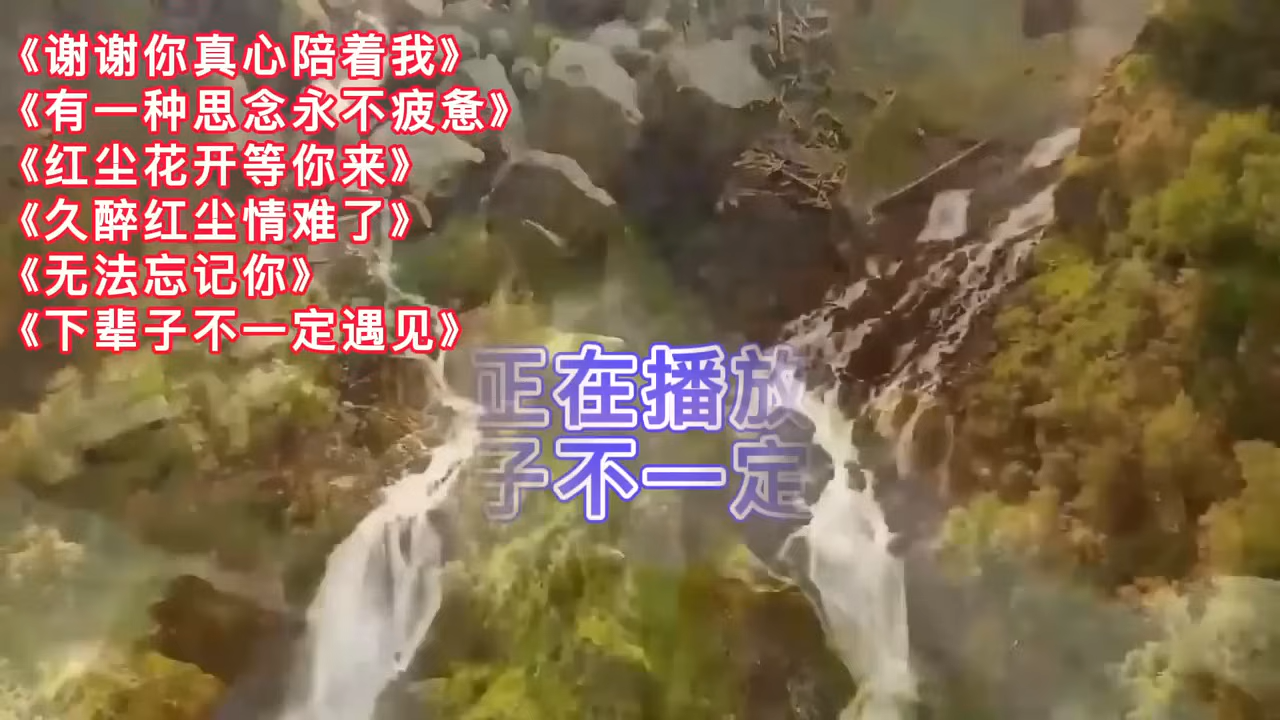 《谢谢你真心陪着我》
《有一种思念永不疲惫》
《红尘花开等你来》
《久醉红尘情难了》
《无法忘记你》
《下辈子不一定遇见》
正在播放
子不一定